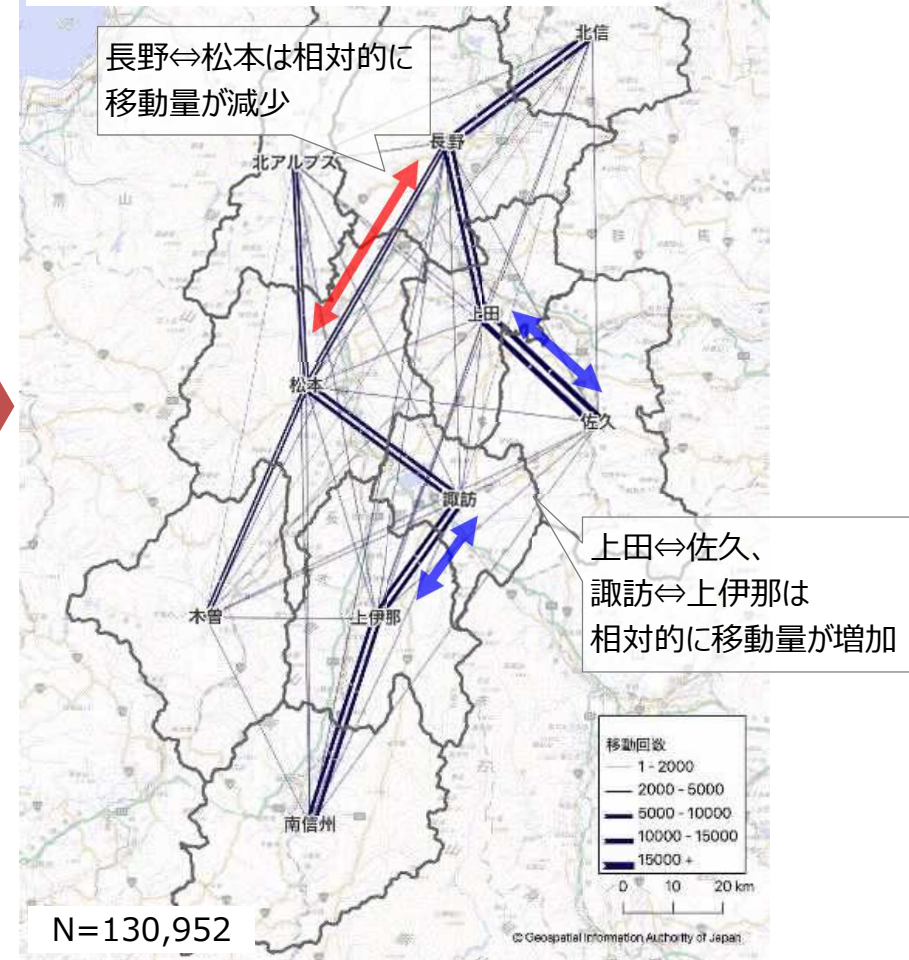 長野⇔松本は相対的に
移動量が減少
北信
長野
北アルプス
富
山
群
馬
上田
松本
佐久
諏訪
上田⇔佐久、
諏訪⇔上伊那は
相対的に移動量が増加
木曽
上伊那
南信州
移動回数
1 - 2000
2000 - 5000
5000 - 10000
10000 - 15000
15000 +
0 10 20 km
N=130,952
© Geospatial Information Authority of Japan